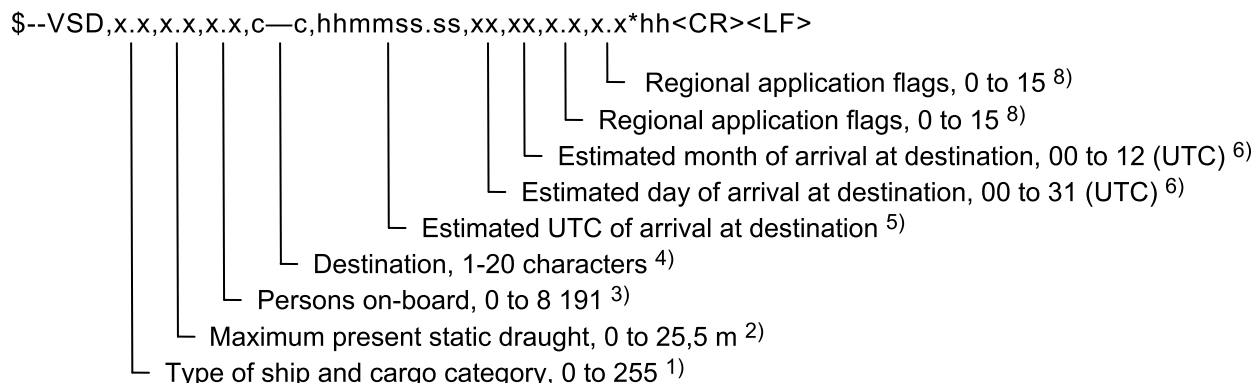 $--VSD,x.x,x.x,x.x,c—c,hhmmss.ss,xx,xx,x.x,x.x*hh<CR><LF>
Regional application flags, 0 to 15 8)
Regional application flags, 0 to 15 8)
Estimated month of arrival at destination, 00 to 12 (UTC) 6)
Estimated day of arrival at destination, 00 to 31 (UTC) 6)
Estimated UTC of arrival at destination 5)
Destination, 1-20 characters 4)
Persons on-board, 0 to 8 191 3)
Maximum present static draught, 0 to 25,5 m 2)
Type of ship and cargo category, 0 to 255 1)